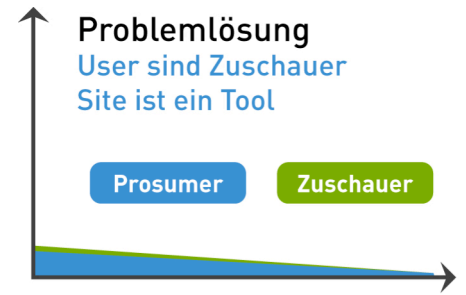 Problemlösung
User sind Zuschauer
Site ist ein Tool
Prosumer
Zuschauer